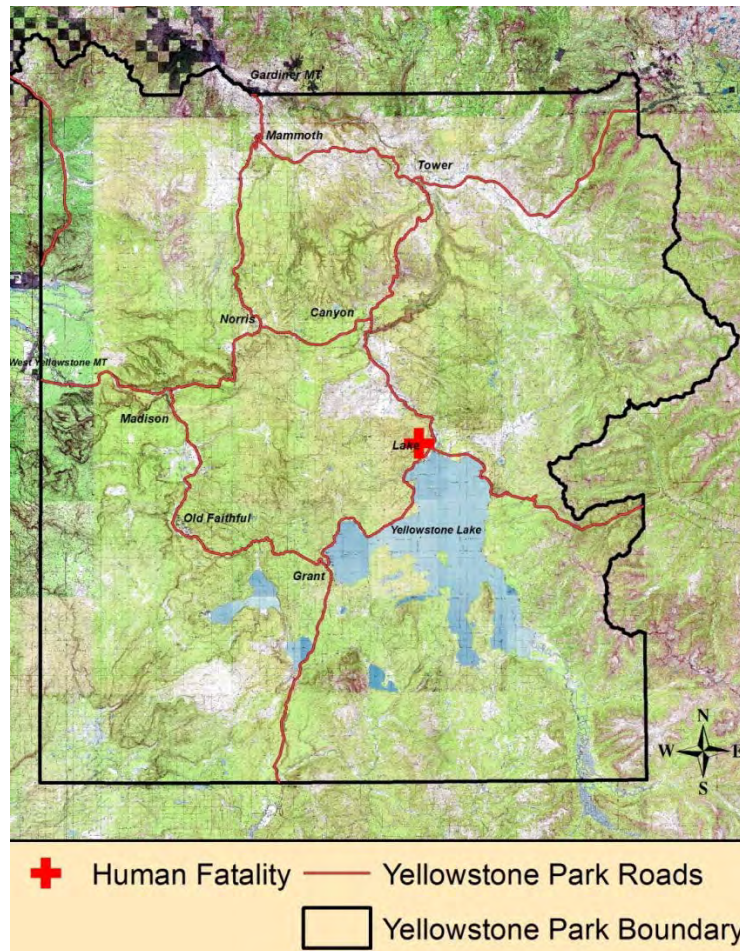 Gardiner MT
Mammoth
Tower
Norris
Canyon
West Yellowstone MT
Madison
Lake
Old Faithful
Yellowstone Lake
Grant
N
W E
S
Human Fatality Yellowstone Park Roads
Yellowstone Park Boundary